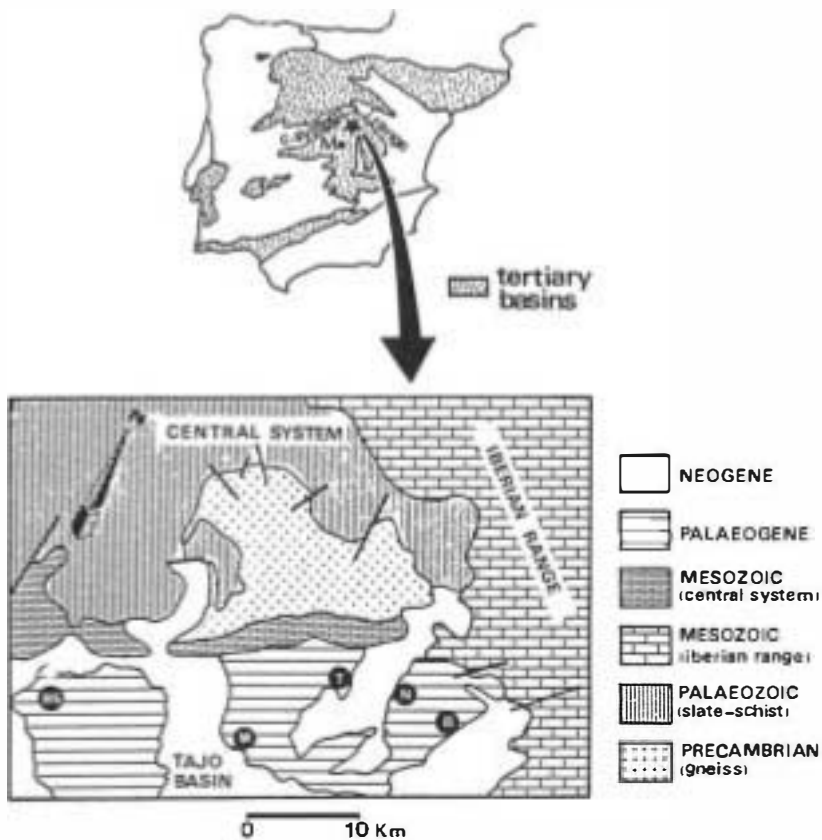 M
tertiary
basins
N
CENTRAL SYSTEM
IBERIAN RANGE
T
N
M
TAJO
BASIN
0 10 Km
NEOGENE
PALAEOGENE
MESOZOIC
(central system)
MESOZOIC
(iberian range)
PALAEOZOIC
(slate-schist)
PRECAMBRIAN
(gneiss)